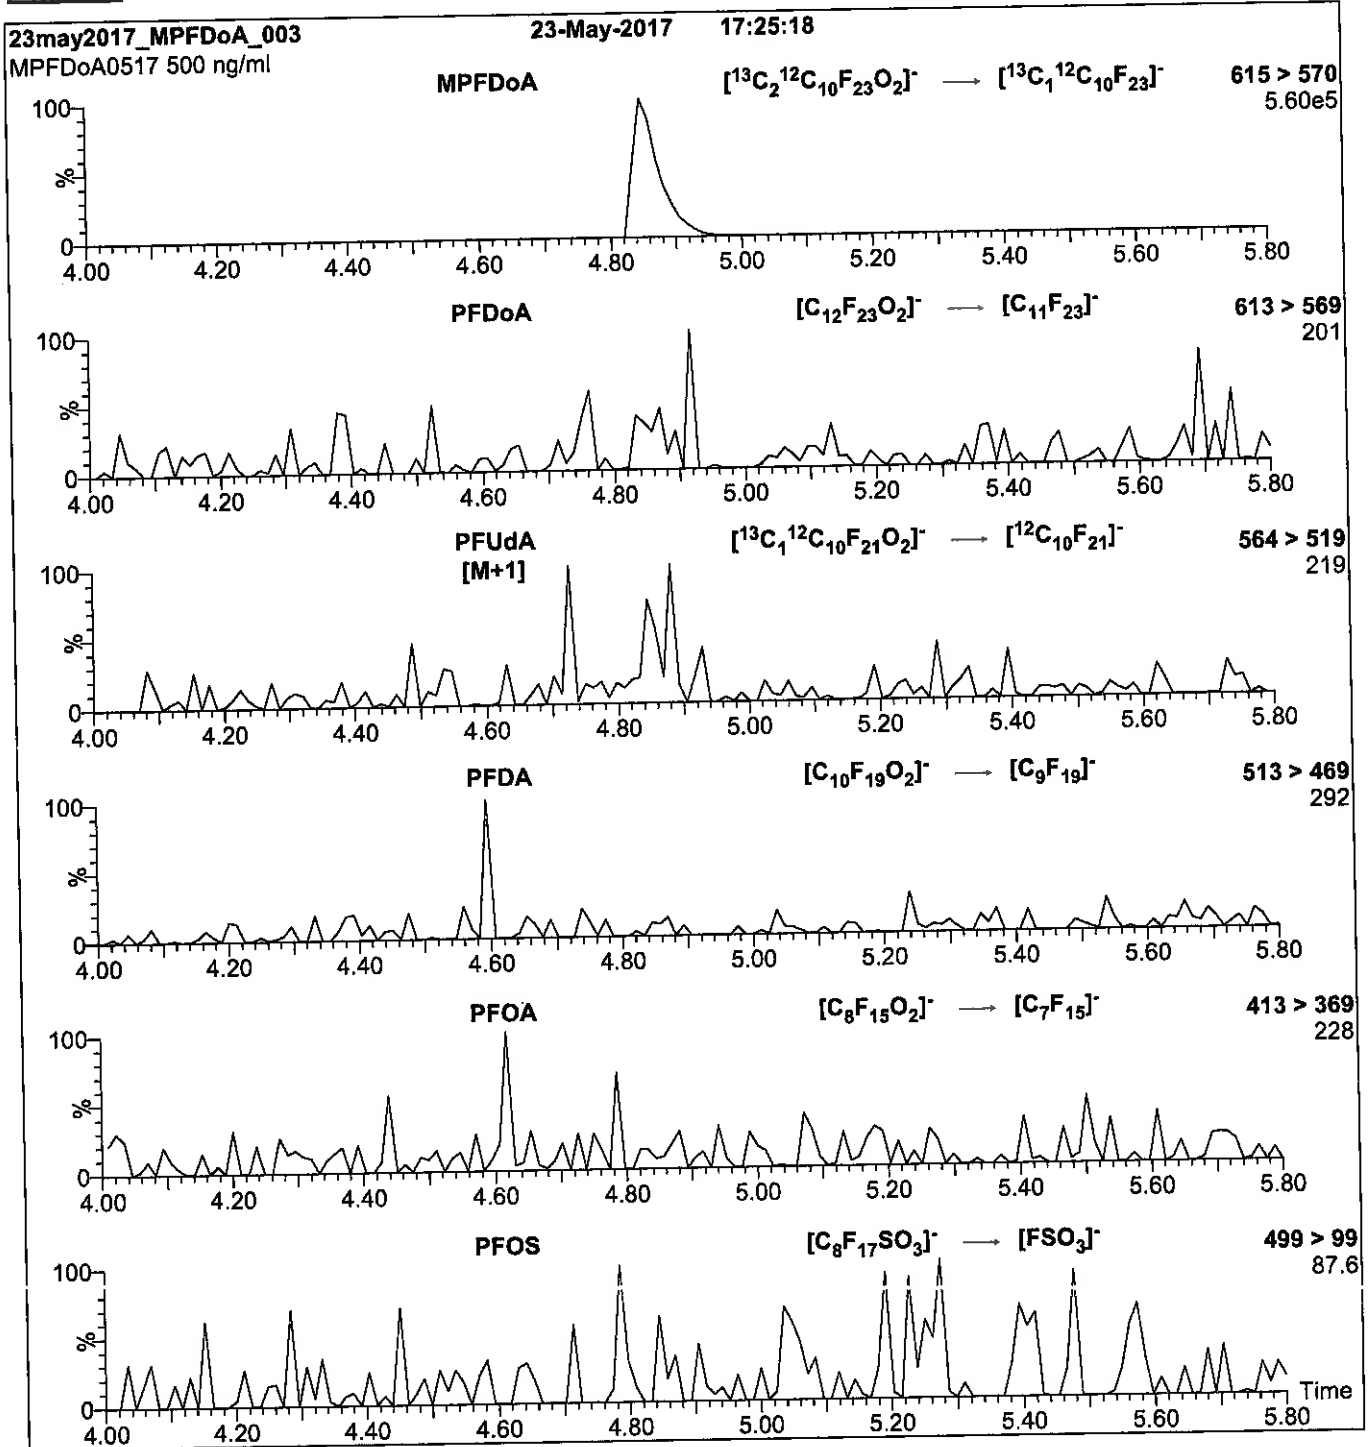 23may2017_MPFDoA_003 23-May-2017 17:25:18
MPFDoA0517 500 ng/ml
MPFDoA [¹³C₂¹²C₁₀F₂₃O₂]⁻ → [¹³C₁¹²C₁₀F₂₃]⁻ 615 > 570
5.60e5
100
%
0
4.00 4.20 4.40 4.60 4.80 5.00 5.20 5.40 5.60 5.80
PFDoA [C₁₂F₂₃O₂]⁻ → [C₁₁F₂₃]⁻ 613 > 569
201
100
%
0
4.00 4.20 4.40 4.60 4.80 5.00 5.20 5.40 5.60 5.80
PFUdA [¹³C₁¹²C₁₀F₂₁O₂]⁻ → [¹²C₁₀F₂₁]⁻ 564 > 519
[M+1] 219
100
%
0
4.00 4.20 4.40 4.60 4.80 5.00 5.20 5.40 5.60 5.80
PFDA [C₁₀F₁₉O₂]⁻ → [C₉F₁₉]⁻ 513 > 469
292
100
%
0
4.00 4.20 4.40 4.60 4.80 5.00 5.20 5.40 5.60 5.80
PFOA [C₈F₁₅O₂]⁻ → [C₇F₁₅]⁻ 413 > 369
228
100
%
0
4.00 4.20 4.40 4.60 4.80 5.00 5.20 5.40 5.60 5.80
PFOS [C₈F₁₇SO₃]⁻ → [FSO₃]⁻ 499 > 99
87.6
100
%
0
Time
4.00 4.20 4.40 4.60 4.80 5.00 5.20 5.40 5.60 5.80